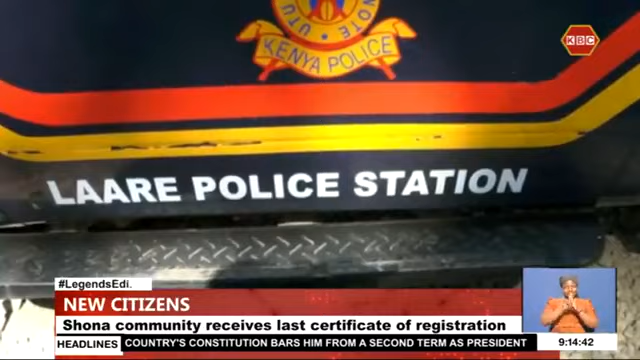 UTU
NOTE
KENYA POLICE
KBC
LAARE POLICE STATION
#LegendsEdi.
NEW CITIZENS
Shona community receives last certificate of registration
HEADLINES
COUNTRY'S CONSTITUTION BARS HIM FROM A SECOND TERM AS PRESIDENT
9:14:42